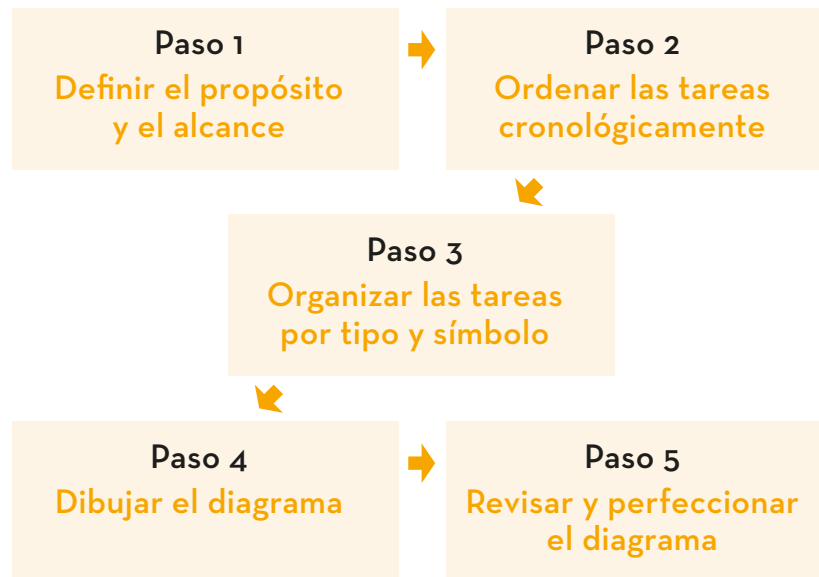 Paso 1
Definir el propósito
y el alcance
Paso 2
Ordenar las tareas
cronológicamente
Paso 3
Organizar las tareas
por tipo y símbolo
Paso 4
Dibujar el diagrama
Paso 5
Revisar y perfeccionar
el diagrama